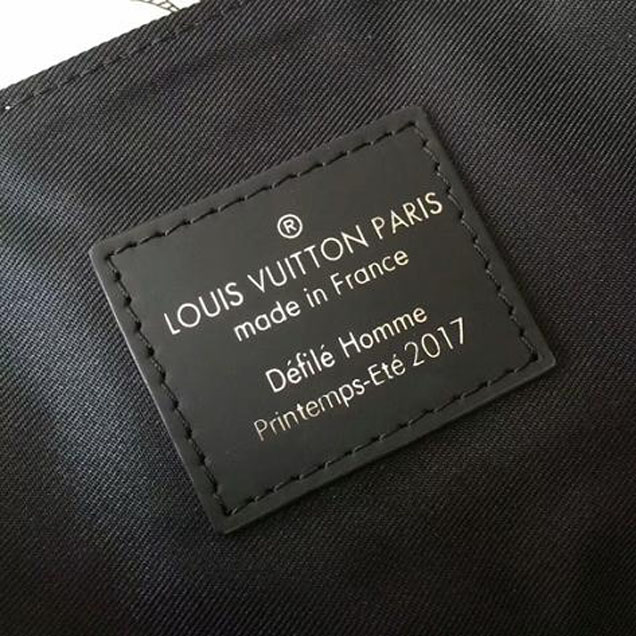 ®
LOUIS VUITTON PARIS
made in France
Défilé Homme
Printemps-Eté 2017